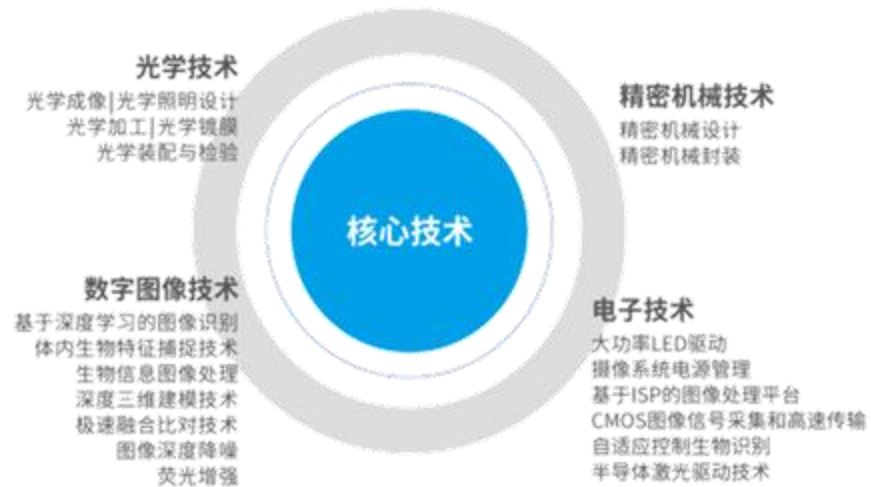 光学技术
光学成像|光学照明设计
光学加工|光学镀膜
光学装配与检验
精密机械技术
精密机械设计
精密机械封装
核心技术
数字图像技术
基于深度学习的图像识别
体内生物特征捕捉技术
生物信息图像处理
深度三维建模技术
极速融合比对技术
图像深度降噪
荧光增强
电子技术
大功率LED驱动
摄像系统电源管理
基于ISP的图像处理平台
CMOS图像信号采集和高速传输
自适应控制生物识别
半导体激光驱动技术